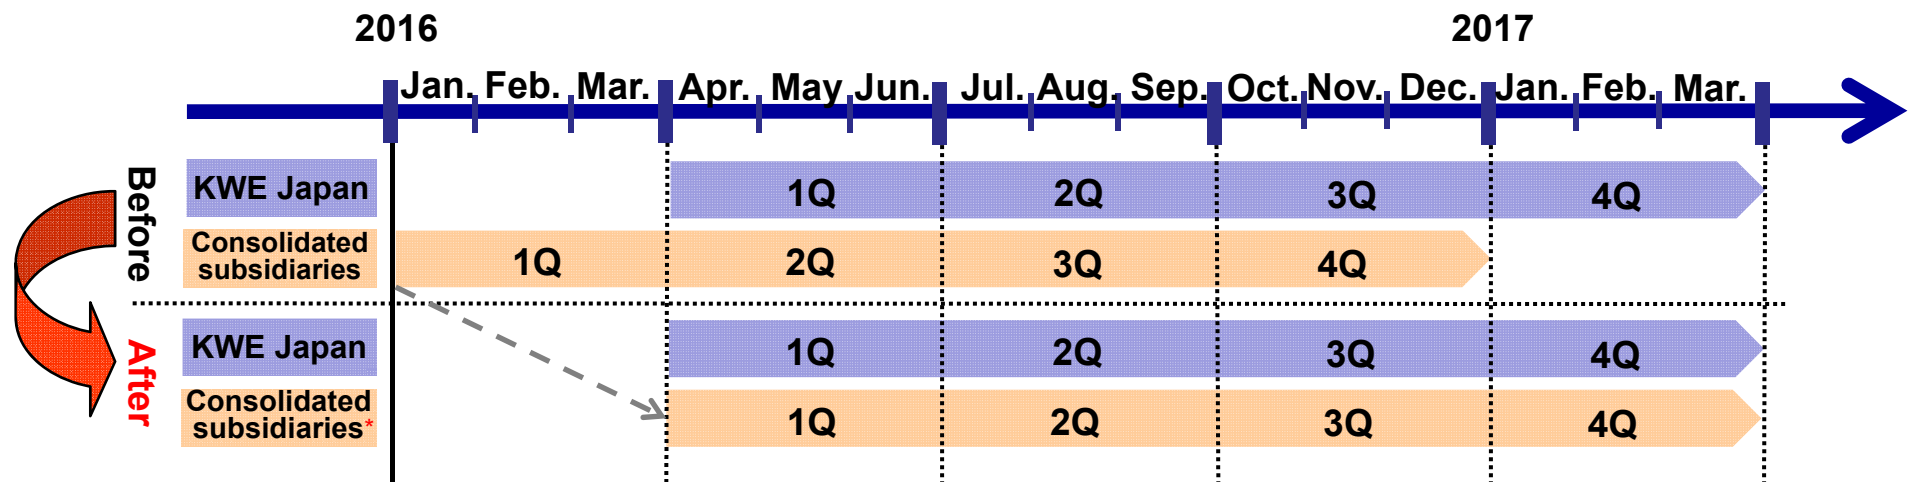 2016 2017
Jan. Feb. Mar. Apr. May Jun. Jul. Aug. Sep. Oct. Nov. Dec. Jan. Feb. Mar.
Before
KWE Japan 1Q 2Q 3Q 4Q
Consolidated
subsidiaries 1Q 2Q 3Q 4Q
After
KWE Japan 1Q 2Q 3Q 4Q
Consolidated
subsidiaries* 1Q 2Q 3Q 4Q